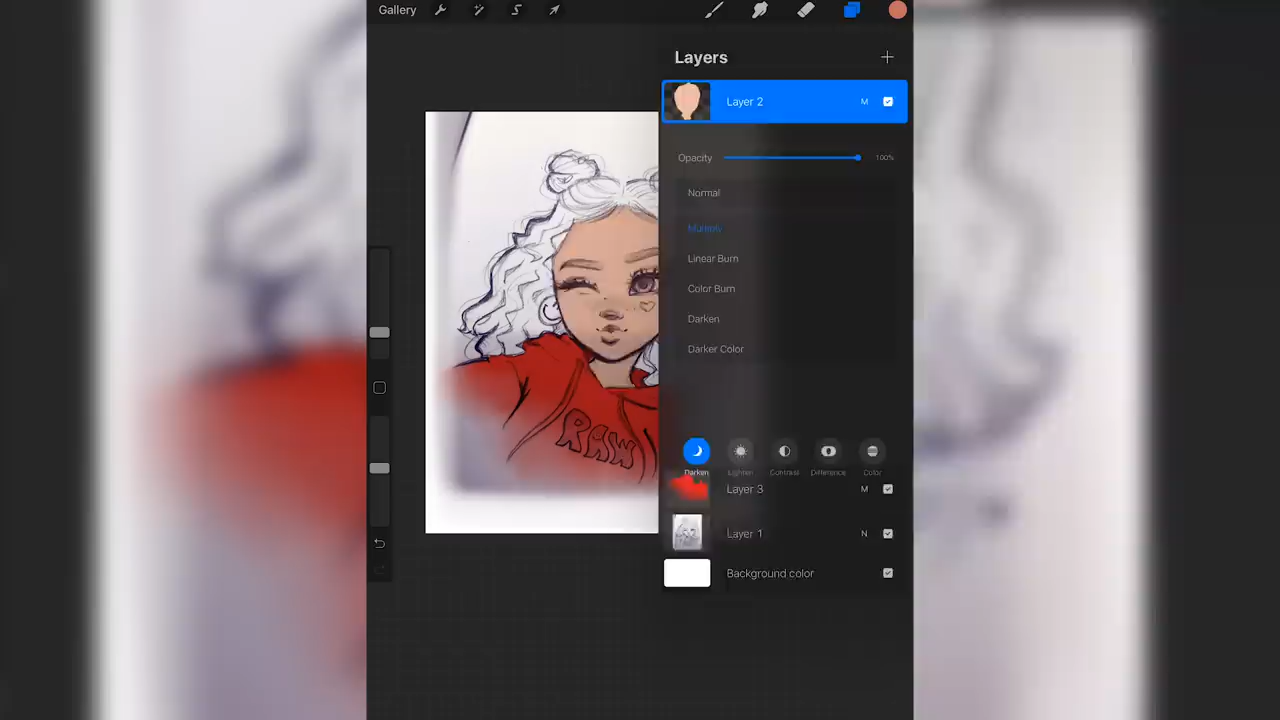 Gallery
Layers
Layer 2 M
Opacity 100%
Normal
Multiply
Linear Burn
Color Burn
Darken
Darker Color
RAW
Darken Lighten Contrast Difference Color
Layer 3 M
Layer 1 N
Background color